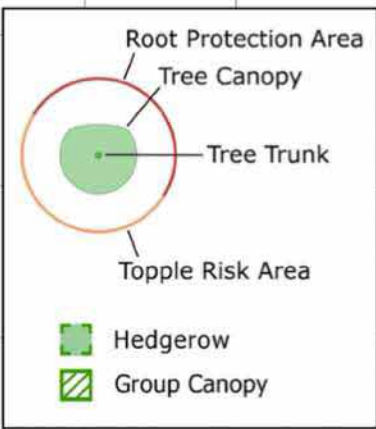 Root Protection Area
Tree Canopy
Tree Trunk
Topple Risk Area
Hedgerow
Group Canopy